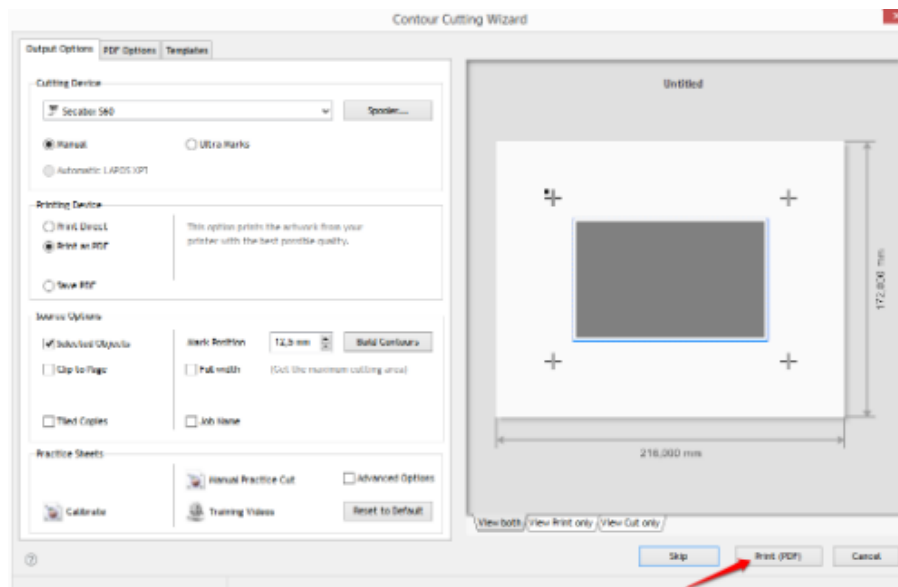 Contour Cutting Wizard
Output Options PDF Options Templates
Cutting Device
Secabo S60 Spooler...
Manual Ultra Marks
Automatic LAPOS XPT
Printing Device
Print Direct
Print as PDF
This option prints the artwork from your
printer with the best possible quality.
Save PDF
Source Options
Selected Objects Mark Position 12,5 mm Build Contours
Clip to Page Full width (Get the maximum cutting area)
Tiled Copies Job Name
Practice Sheets
Manual Practice Cut Advanced Options
Calibrate Training Videos Reset to Default
Untitled
172,800 mm
216,000 mm
View both View Print only View Cut only
Skip Print (PDF) Cancel